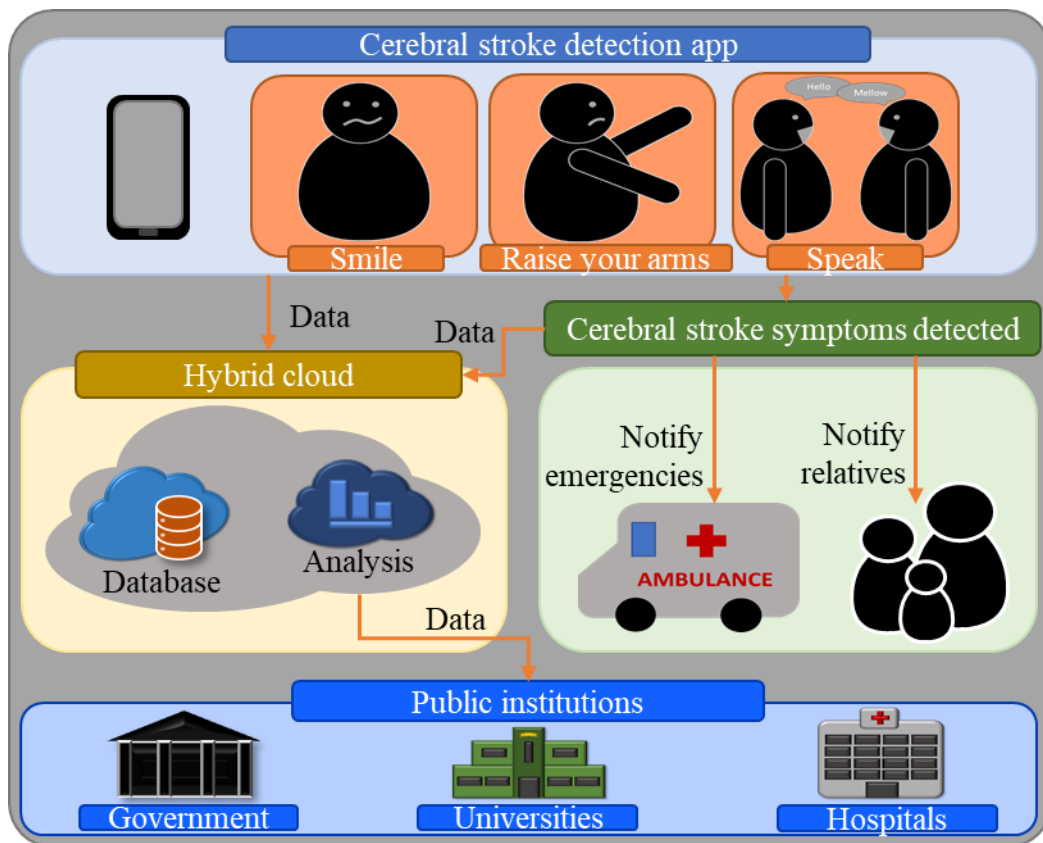 Cerebral stroke detection app
Hello
Mellow
Smile
Raise your arms
Speak
Data
Data
Cerebral stroke symptoms detected
Hybrid cloud
Notify
emergencies
Notify
relatives
Database
Analysis
AMBULANCE
Data
Public institutions
Government
Universities
Hospitals